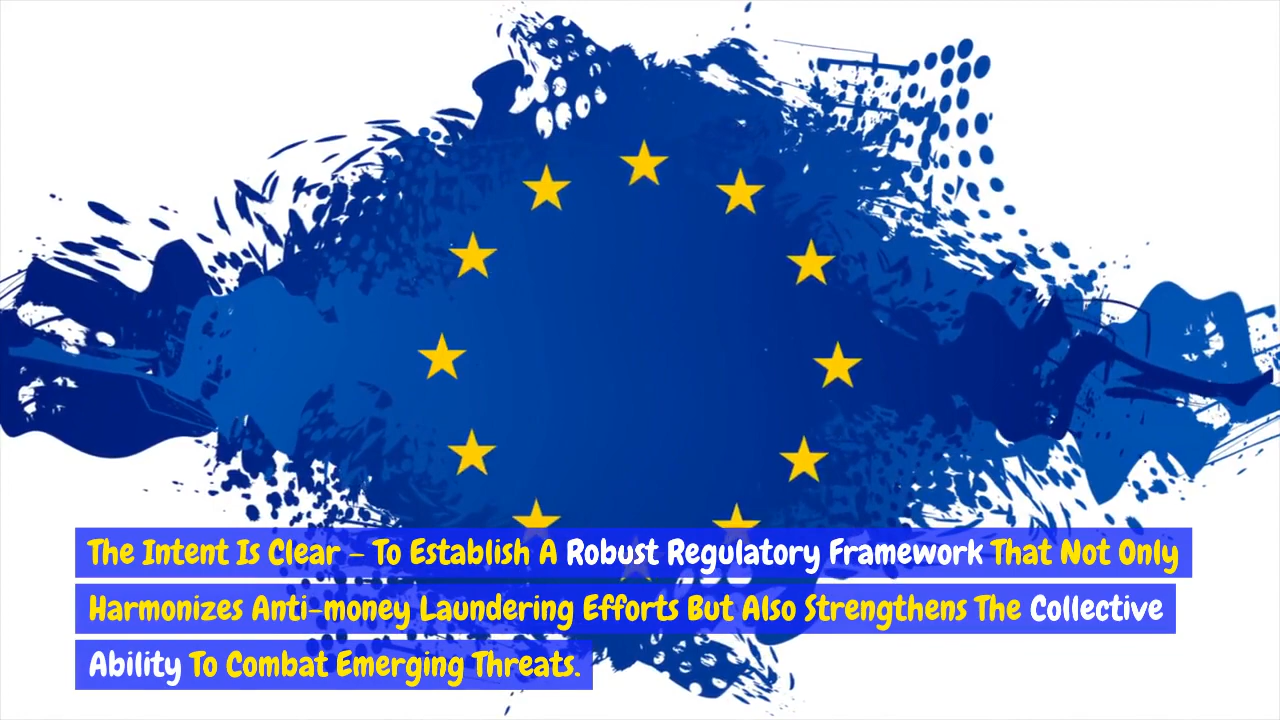 The Intent Is Clear – To Establish A Robust Regulatory Framework That Not Only
Harmonizes Anti-money Laundering Efforts But Also Strengthens The Collective
Ability To Combat Emerging Threats.